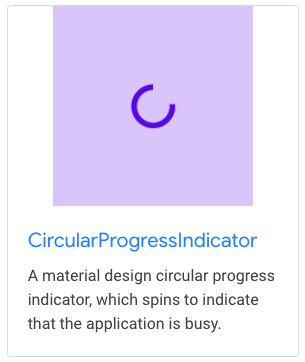 CircularProgressIndicator
A material design circular progress
indicator, which spins to indicate
that the application is busy.